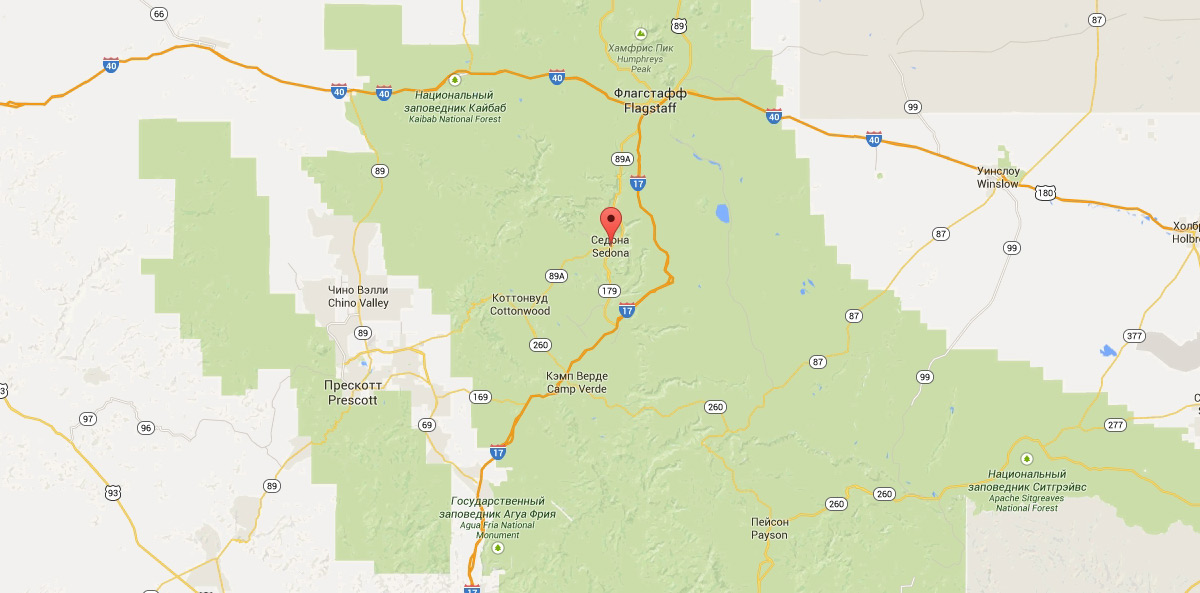 66
89
87
40
Хамфрис Пик
Humphreys
Peak
40
40
40
40
Национальный
заповедник Кайбаб
Kaibab National Forest
Флагстафф
Flagstaff
99
40
40
89A
89
17
Уинслоу
Winslow
180
Седона
Sedona
87
99
89A
179
17
Чино Вэлли
Chino Valley
Коттонвуд
Cottonwood
87
89
260
377
87
Прескотт
Prescott
Кэмп Верде
Camp Verde
99
169
260
97
96
69
277
17
89
93
Национальный
заповедник Ситгрэйвс
Apache Sitgreaves
National Forest
Государственный
заповедник Агуа Фрия
Agua Fria National
Monument
260
260
Пейсон
Payson
17